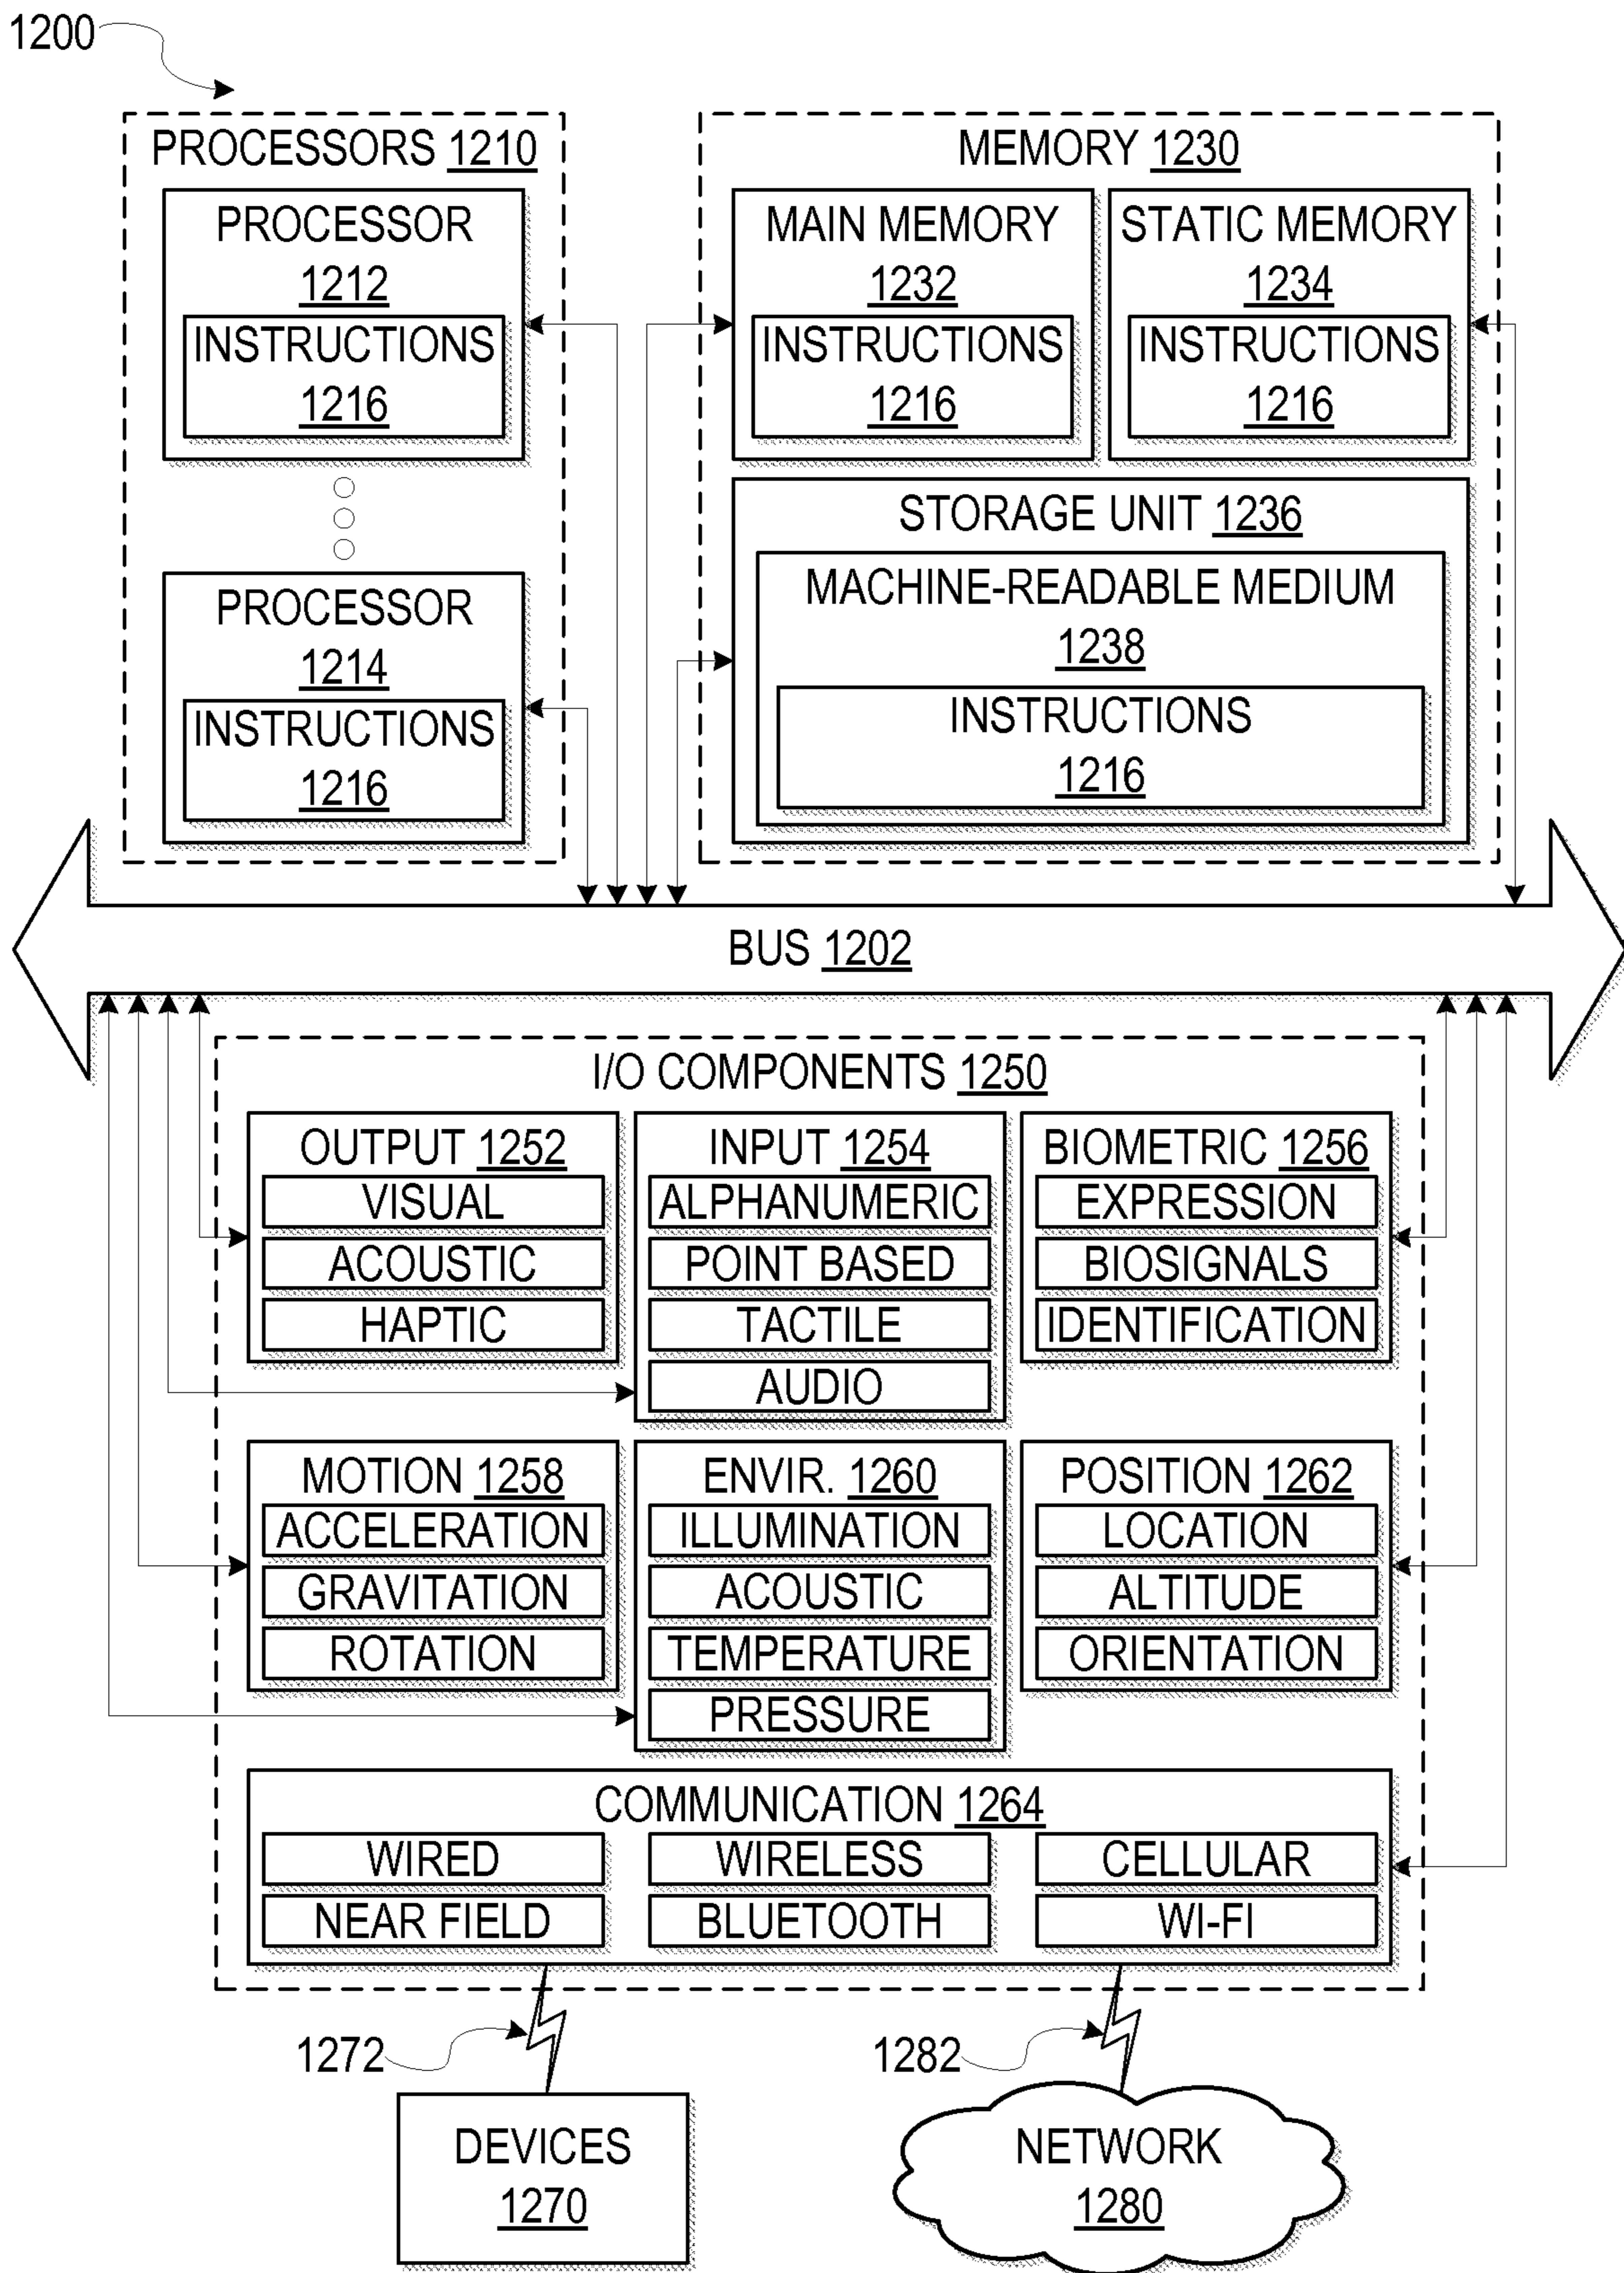 1200
PROCESSORS 1210
PROCESSOR
1212
INSTRUCTIONS
1216
PROCESSOR
1214
INSTRUCTIONS
1216
MEMORY 1230
MAIN MEMORY
1232
INSTRUCTIONS
1216
STATIC MEMORY
1234
INSTRUCTIONS
1216
STORAGE UNIT 1236
MACHINE-READABLE MEDIUM
1238
INSTRUCTIONS
1216
BUS 1202
I/O COMPONENTS 1250
OUTPUT 1252
VISUAL
ACOUSTIC
HAPTIC
INPUT 1254
ALPHANUMERIC
POINT BASED
TACTILE
AUDIO
BIOMETRIC 1256
EXPRESSION
BIOSIGNALS
IDENTIFICATION
MOTION 1258
ACCELERATION
GRAVITATION
ROTATION
ENVIR. 1260
ILLUMINATION
ACOUSTIC
TEMPERATURE
PRESSURE
POSITION 1262
LOCATION
ALTITUDE
ORIENTATION
COMMUNICATION 1264
WIRED
WIRELESS
CELLULAR
NEAR FIELD
BLUETOOTH
WI-FI
1272
1282
DEVICES
1270
NETWORK
1280